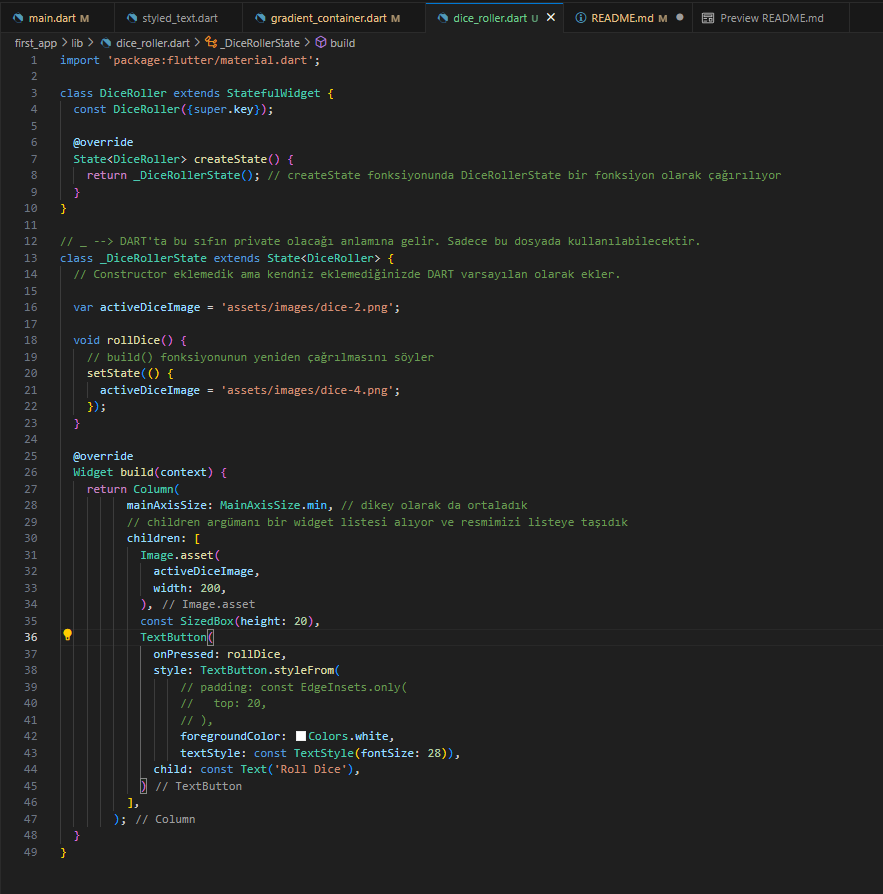 main.dart M
styled_text.dart
gradient_container.dart M
dice_roller.dart U
README.md M
Preview README.md
first_app > lib > dice_roller.dart > _DiceRollerState > build
1 import 'package:flutter/material.dart';
2
3 class DiceRoller extends StatefulWidget {
4   const DiceRoller({super.key});
5
6   @override
7   State<DiceRoller> createState() {
8     return _DiceRollerState(); // createState fonksiyonunda DiceRollerState bir fonksiyon olarak çağırılıyor
9   }
10 }
11
12 // _ --> DART'ta bu sıfın private olacağı anlamına gelir. Sadece bu dosyada kullanılabilecektir.
13 class _DiceRollerState extends State<DiceRoller> {
14   // Constructor eklemedik ama kendniz eklemediğinizde DART varsayılan olarak ekler.
15
16   var activeDiceImage = 'assets/images/dice-2.png';
17
18   void rollDice() {
19     // build() fonksiyonunun yeniden çağrılmasını söyler
20     setState(() {
21       activeDiceImage = 'assets/images/dice-4.png';
22     });
23   }
24
25   @override
26   Widget build(context) {
27     return Column(
28           mainAxisSize: MainAxisSize.min, // dikey olarak da ortaladık
29           // children argümanı bir widget listesi alıyor ve resmimizi listeye taşıdık
30           children: [
31             Image.asset(
32               activeDiceImage,
33               width: 200,
34             ), // Image.asset
35             const SizedBox(height: 20),
36             TextButton(
37               onPressed: rollDice,
38               style: TextButton.styleFrom(
39                   // padding: const EdgeInsets.only(
40                   //   top: 20,
41                   // ),
42                   foregroundColor: Colors.white,
43                   textStyle: const TextStyle(fontSize: 28)),
44               child: const Text('Roll Dice'),
45             ) // TextButton
46           ],
47         ); // Column
48   }
49 }